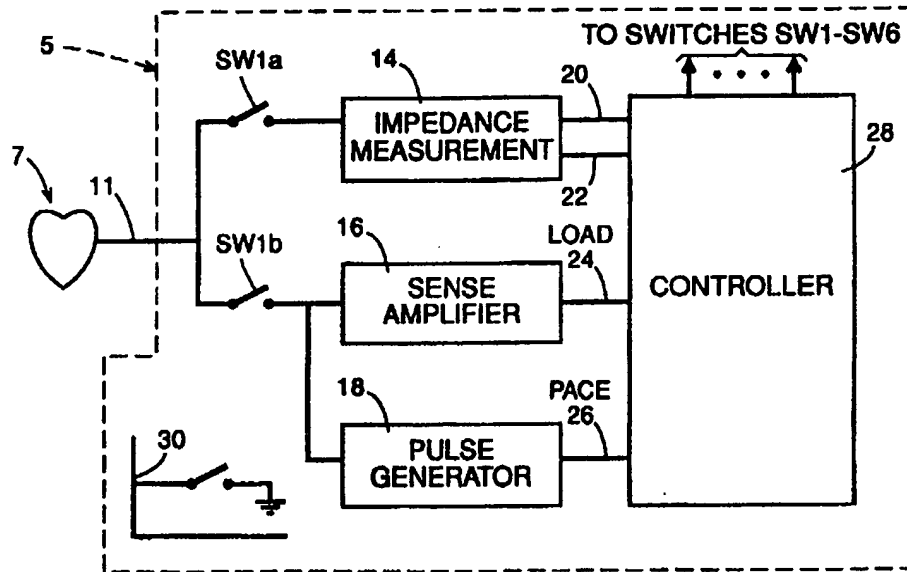 5
TO SWITCHES SW1-SW6
SW1a
14
20
IMPEDANCE
MEASUREMENT
22
28
7
11
SW1b
16
LOAD
24
SENSE
AMPLIFIER
CONTROLLER
18
PACE
26
PULSE
GENERATOR
30